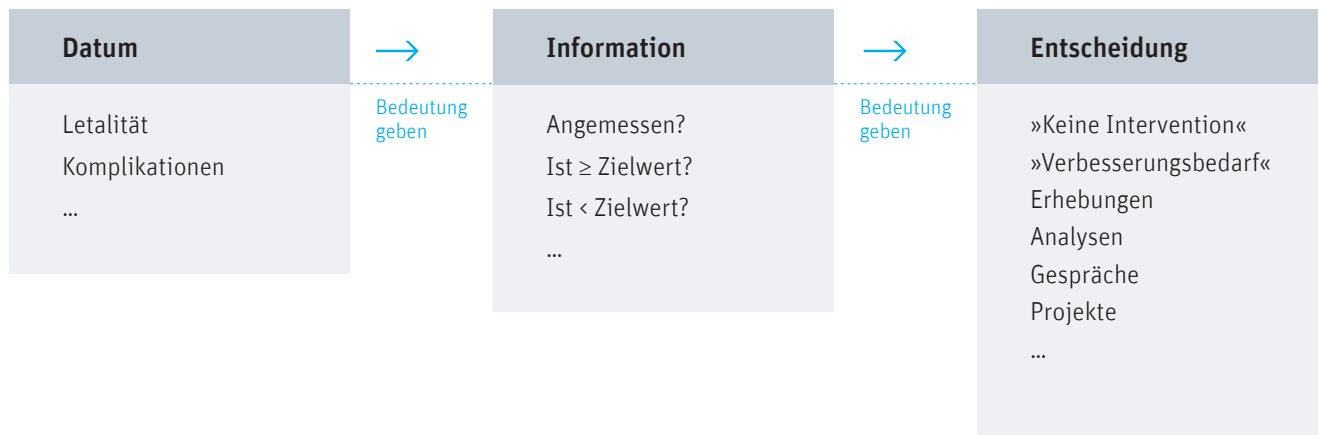 Datum
Letalität
Komplikationen
...
→
Bedeutung
geben
Information
Angemessen?
Ist ≥ Zielwert?
Ist < Zielwert?
...
→
Bedeutung
geben
Entscheidung
»Keine Intervention«
»Verbesserungsbedarf«
Erhebungen
Analysen
Gespräche
Projekte
...